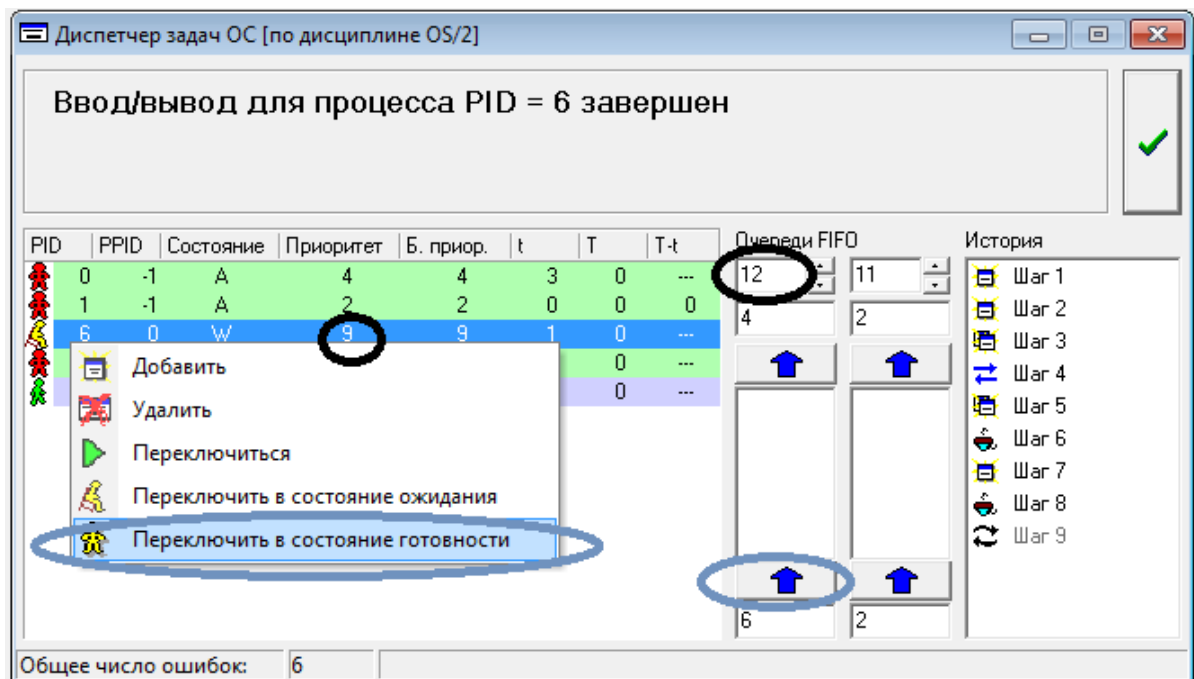 Диспетчер задач ОС [по дисциплине OS/2]
Ввод/вывод для процесса PID = 6 завершен
PID PPID Состояние Приоритет Б. приор. t T T-t
0 -1 A 4 4 3 0 ---
1 -1 A 2 2 0 0 0
6 0 W 9 9 1 0 ---
0 ---
0 ---
Добавить
Удалить
Переключиться
Переключить в состояние ожидания
Переключить в состояние готовности
Очереди FIFO
12 11
4 2
6 2
История
Шаг 1
Шаг 2
Шаг 3
Шаг 4
Шаг 5
Шаг 6
Шаг 7
Шаг 8
Шаг 9
Общее число ошибок: 6